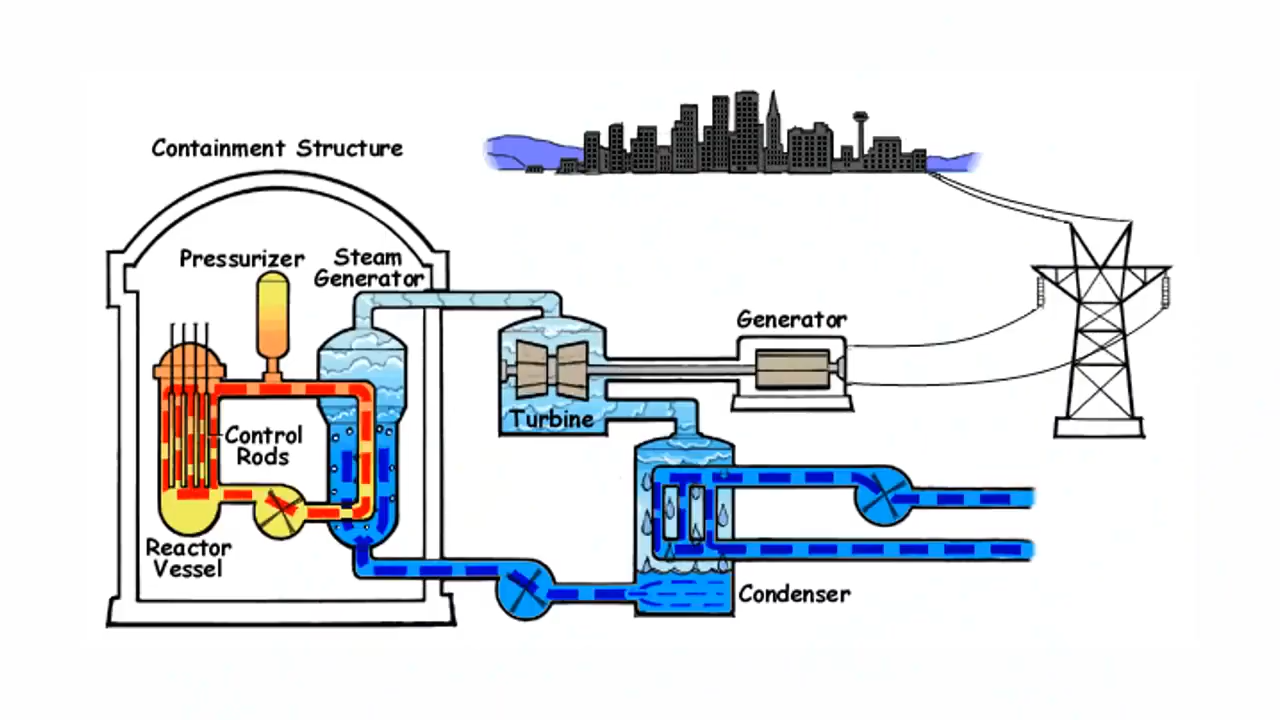 Containment Structure
Pressurizer
Steam
Generator
Generator
Turbine
Control
Rods
Reactor
Vessel
Condenser